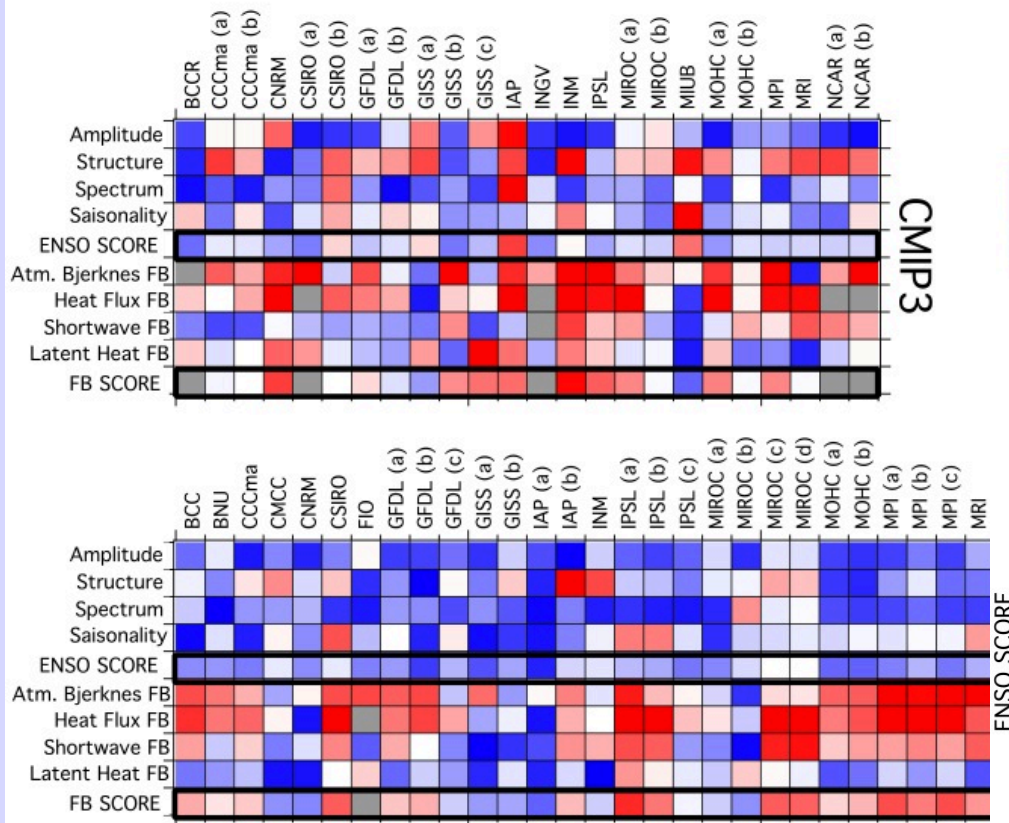 BCCR
CCCma (a)
CCCma (b)
CNRM
CSIRO (a)
CSIRO (b)
GFDL (a)
GFDL (b)
GISS (a)
GISS (b)
GISS (c)
IAP
INGV
INM
IPSL
MIROC (a)
MIROC (b)
MIUB
MOHC (a)
MOHC (b)
MPI
MRI
NCAR (a)
NCAR (b)
Amplitude
Structure
Spectrum
Saisonality
ENSO SCORE
Atm. Bjerknes FB
Heat Flux FB
Shortwave FB
Latent Heat FB
FB SCORE
CMIP3
BCC
BNU
CCCma
CMCC
CNRM
CSIRO
FIO
GFDL (a)
GFDL (b)
GFDL (c)
GISS (a)
GISS (b)
IAP (a)
IAP (b)
INM
IPSL (a)
IPSL (b)
IPSL (c)
MIROC (a)
MIROC (b)
MIROC (c)
MIROC (d)
MOHC (a)
MOHC (b)
MPI (a)
MPI (b)
MPI (c)
MRI
Amplitude
Structure
Spectrum
Saisonality
ENSO SCORE
Atm. Bjerknes FB
Heat Flux FB
Shortwave FB
Latent Heat FB
FB SCORE
ENSO SCORE